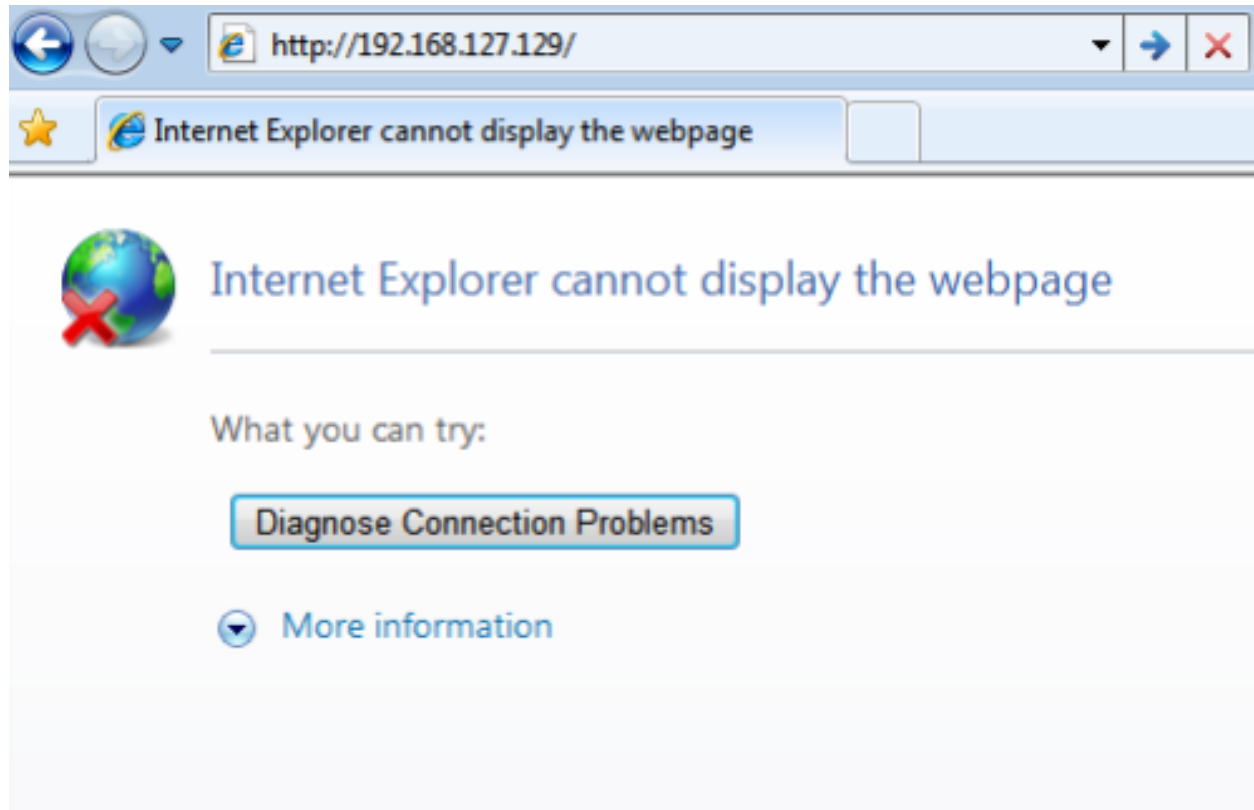 http://192.168.127.129/
Internet Explorer cannot display the webpage
Internet Explorer cannot display the webpage
What you can try:
Diagnose Connection Problems
More information